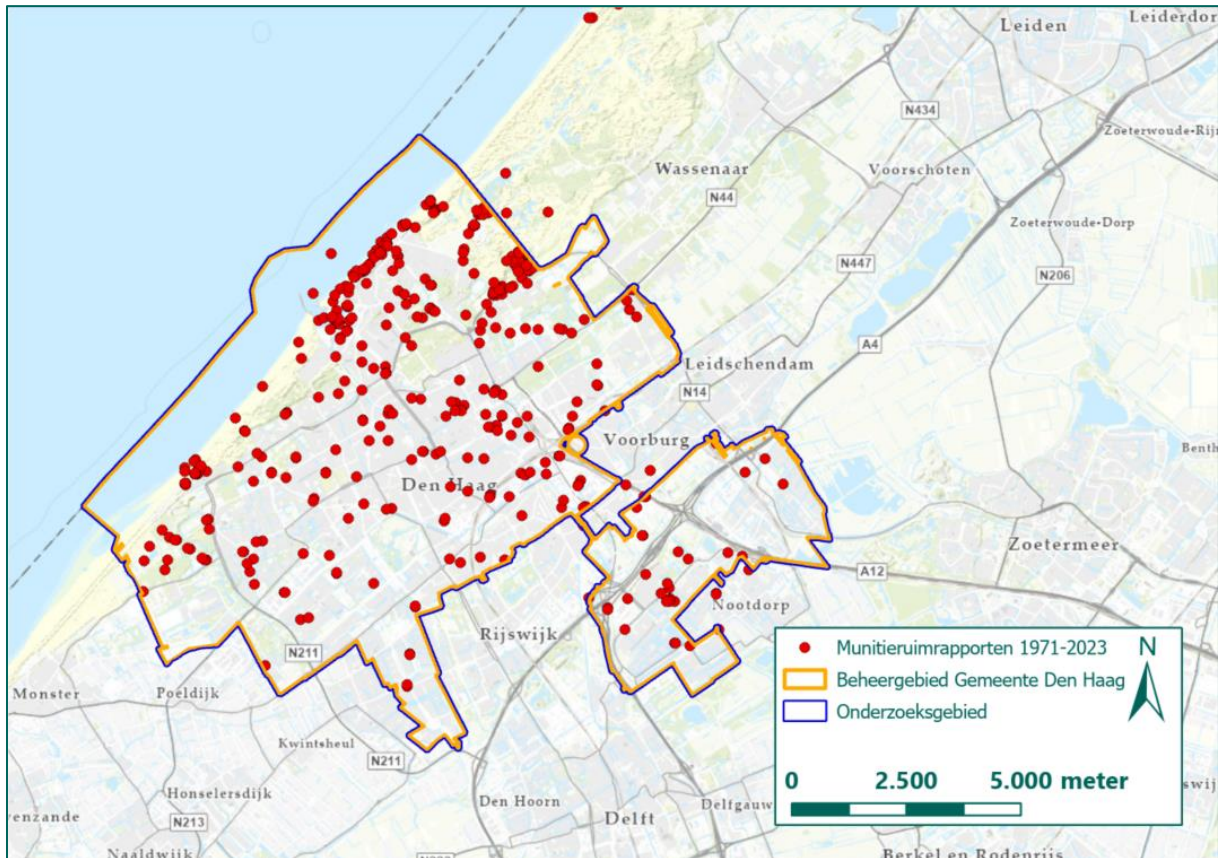 Leiden
Leiderdor
N434
Zoeterwoude-Rijn
Wassenaar
Voorschoten
N44
Zoeterwoude-Dorp
N447
N206
A4
Leidschendam
N14
Voorburg
Benth
Den Haag
Zoetermeer
A12
Nootdorp
Rijswijk
N211
Monster
Poeldijk
Kwintsheul
N211
Honselersdijk
Den Hoorn
Delfgauw
N213
venzande
Delft
Naaldwijk
Berkel en Rodenrijs
Munitieruimrapporten 1971-2023
N
Beheergebied Gemeente Den Haag
Onderzoeksgebied
0 2.500 5.000 meter